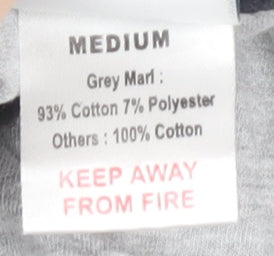 MEDIUM
Grey Marl :
93% Cotton 7% Polyester
Others : 100% Cotton
KEEP AWAY
FROM FIRE